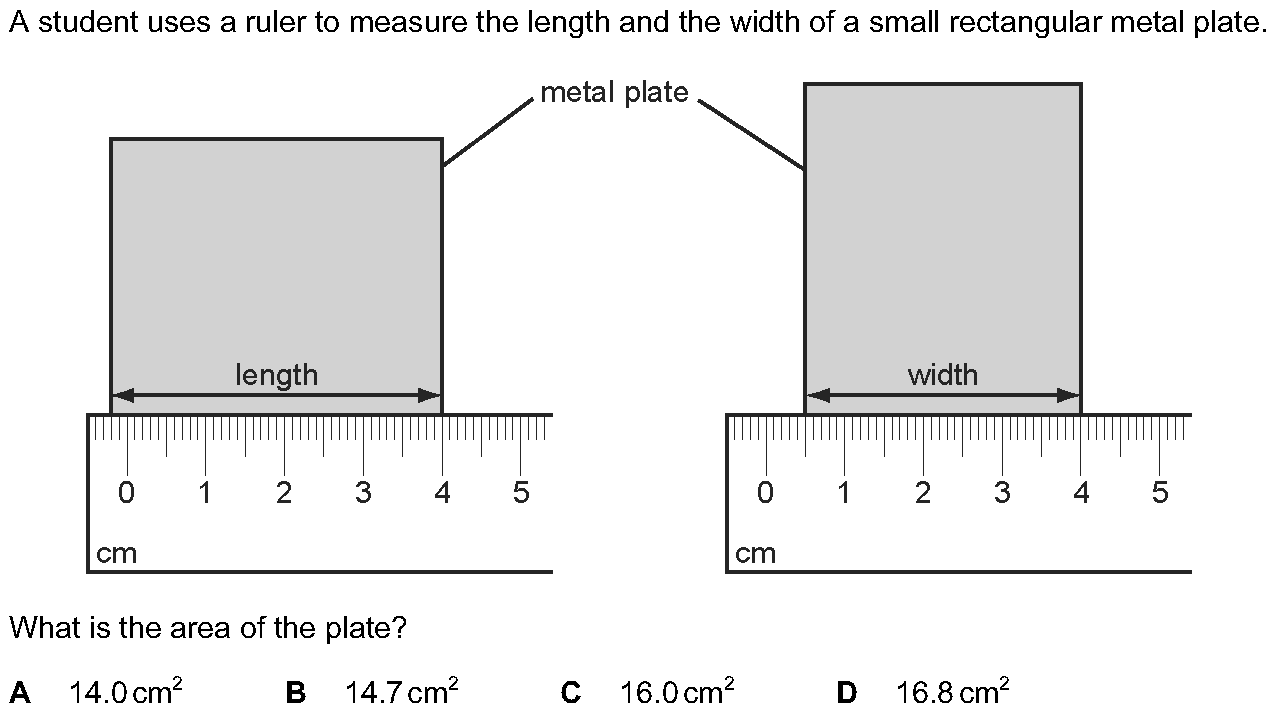 A student uses a ruler to measure the length and the width of a small rectangular metal plate.
metal plate
length
width
0 1 2 3 4 5
cm
0 1 2 3 4 5
cm
What is the area of the plate?
A 14.0 cm² B 14.7 cm² C 16.0 cm² D 16.8 cm²